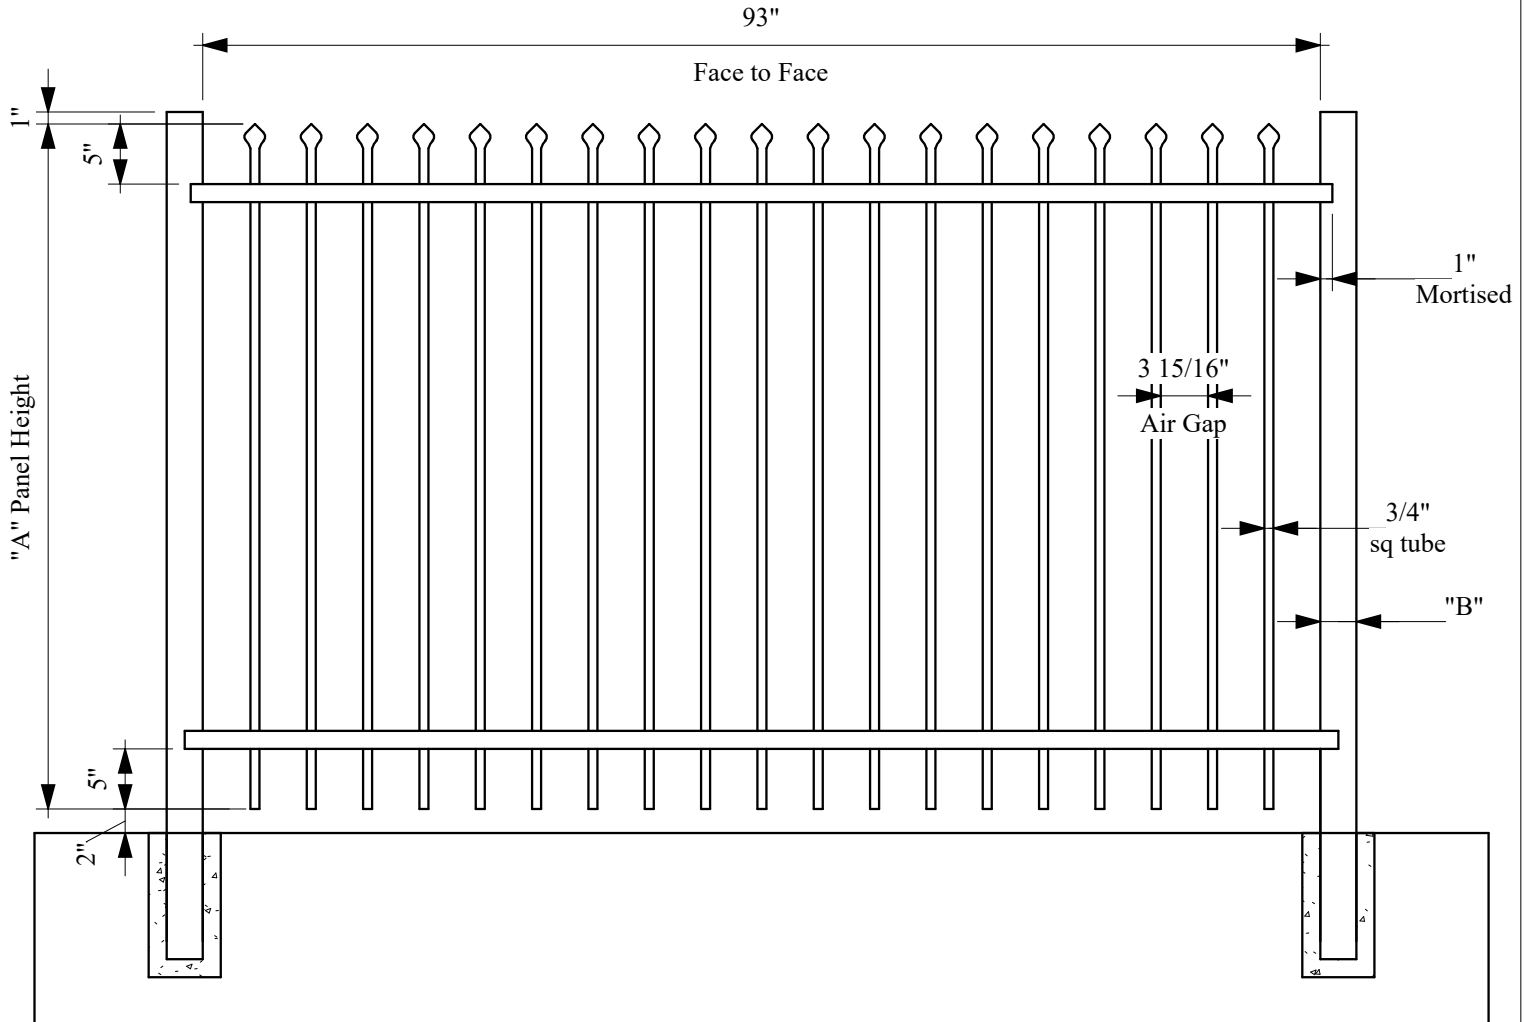 93"
Face to Face
1"
5"
1"
Mortised
3 15/16"
Air Gap
"A" Panel Height
3/4"
sq tube
"B"
5"
2"